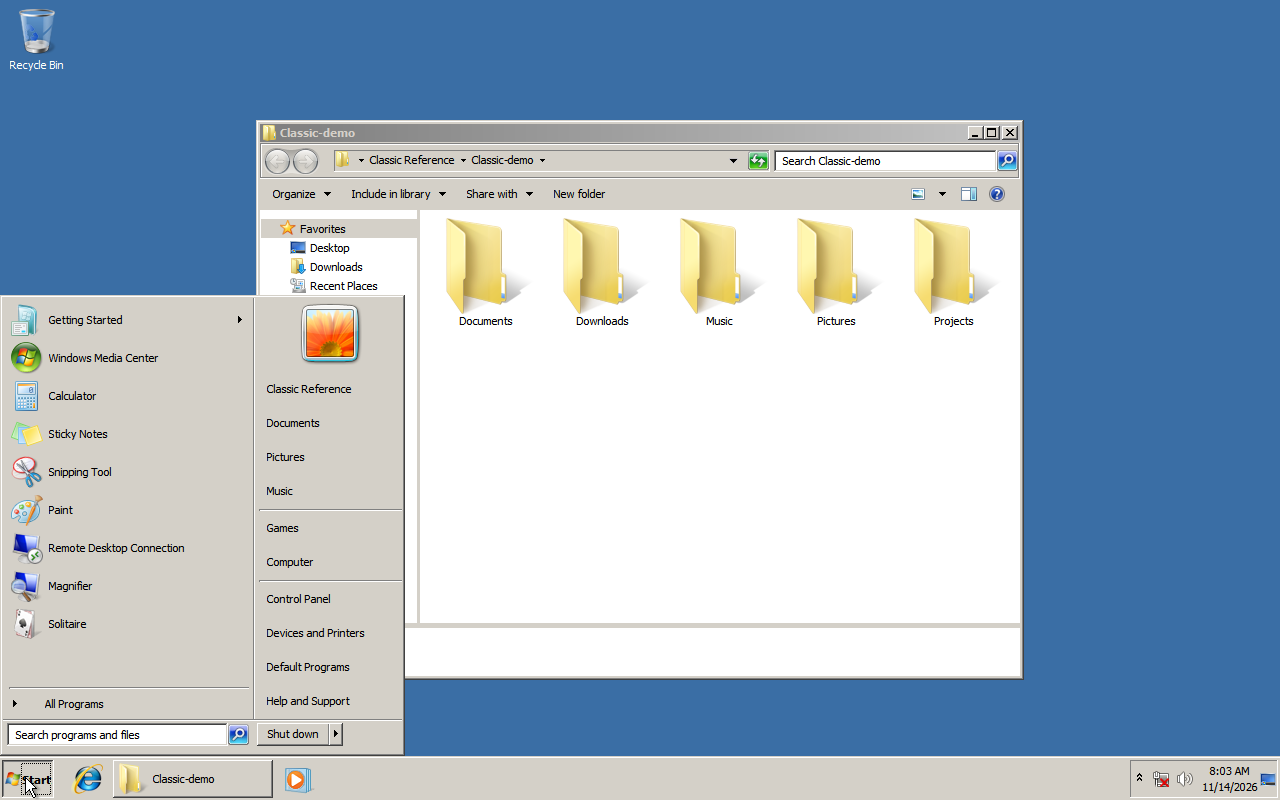 Recycle Bin
Classic-demo
Classic Reference Classic-demo
Search Classic-demo
Organize Include in library Share with New folder
Favorites
Desktop
Downloads
Recent Places
Documents Downloads Music Pictures Projects
Getting Started
Windows Media Center
Calculator
Sticky Notes
Snipping Tool
Paint
Remote Desktop Connection
Magnifier
Solitaire
All Programs
Search programs and files
Classic Reference
Documents
Pictures
Music
Games
Computer
Control Panel
Devices and Printers
Default Programs
Help and Support
Shut down
Start
Classic-demo
8:03 AM
11/14/2026